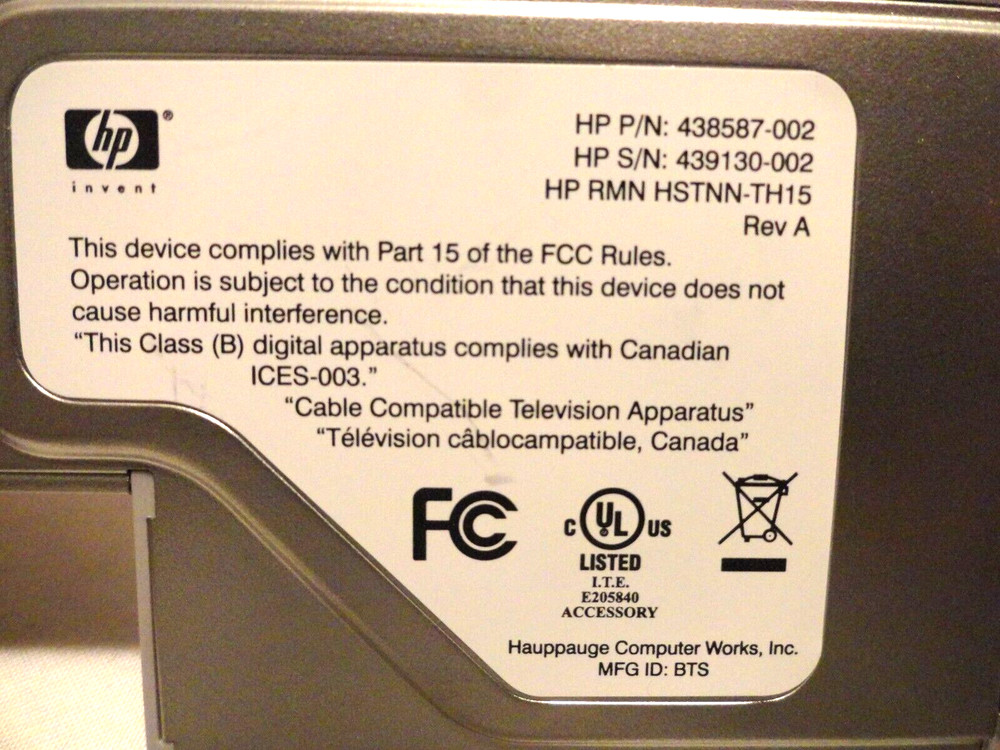 hp®
invent
HP P/N: 438587-002
HP S/N: 439130-002
HP RMN HSTNN-TH15
Rev A
This device complies with Part 15 of the FCC Rules.
Operation is subject to the condition that this device does not
cause harmful interference.
“This Class (B) digital apparatus complies with Canadian
ICES-003.”
“Cable Compatible Television Apparatus”
“Télévision câblocampatible, Canada”
FC
C UL US
LISTED
I.T.E.
E205840
ACCESSORY
Hauppauge Computer Works, Inc.
MFG ID: BTS